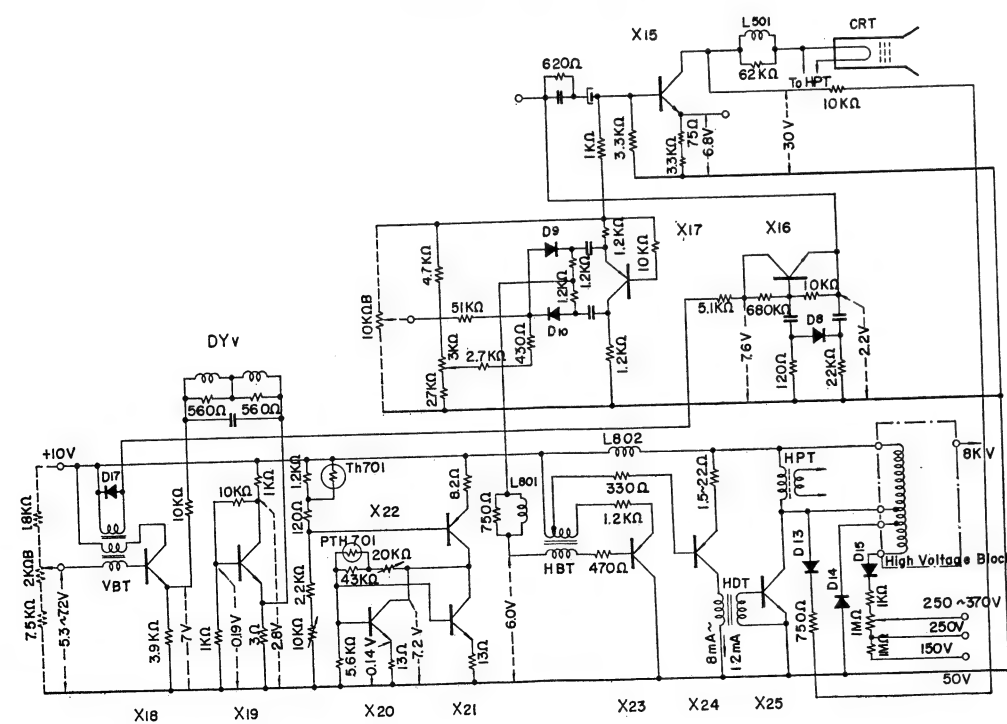 X15
L501
CRT
620Ω
62KΩ
To HPT
10KΩ
1KΩ
3.3KΩ
3.3KΩ
75Ω
6.8V
30V
D9
1.2KΩ
10KΩ
X17
X16
4.7KΩ
1.2KΩ
1.2KΩ
10KΩB
51KΩ
D10
5.1KΩ
680KΩ
10KΩ
D8
DYv
3KΩ
2.7KΩ
430Ω
1.2KΩ
7.6V
120Ω
22KΩ
2.2V
27KΩ
560Ω
560Ω
L802
+10V
D17
1KΩ
1.2KΩ
Th701
8.2Ω
L801
330Ω
1.5~22Ω
HPT
8KV
1.8KΩ
10KΩ
10KΩ
120Ω
X22
750Ω
1.2KΩ
PTH701
20KΩ
43KΩ
2KΩB
VBT
HBT
470Ω
D13
D14
D15
High Voltage Block
2.2KΩ
HDT
1KΩ
7.5KΩ
5.3~7.2V
3.9KΩ
7V
1KΩ
0.19V
3Ω
2.8V
10KΩ
5.6KΩ
0.14V
13Ω
7.2V
13Ω
6.0V
8mA~
1.2mA
750Ω
1MΩ
1MΩ
250~370V
250V
150V
50V
X18
X19
X20
X21
X23
X24
X25